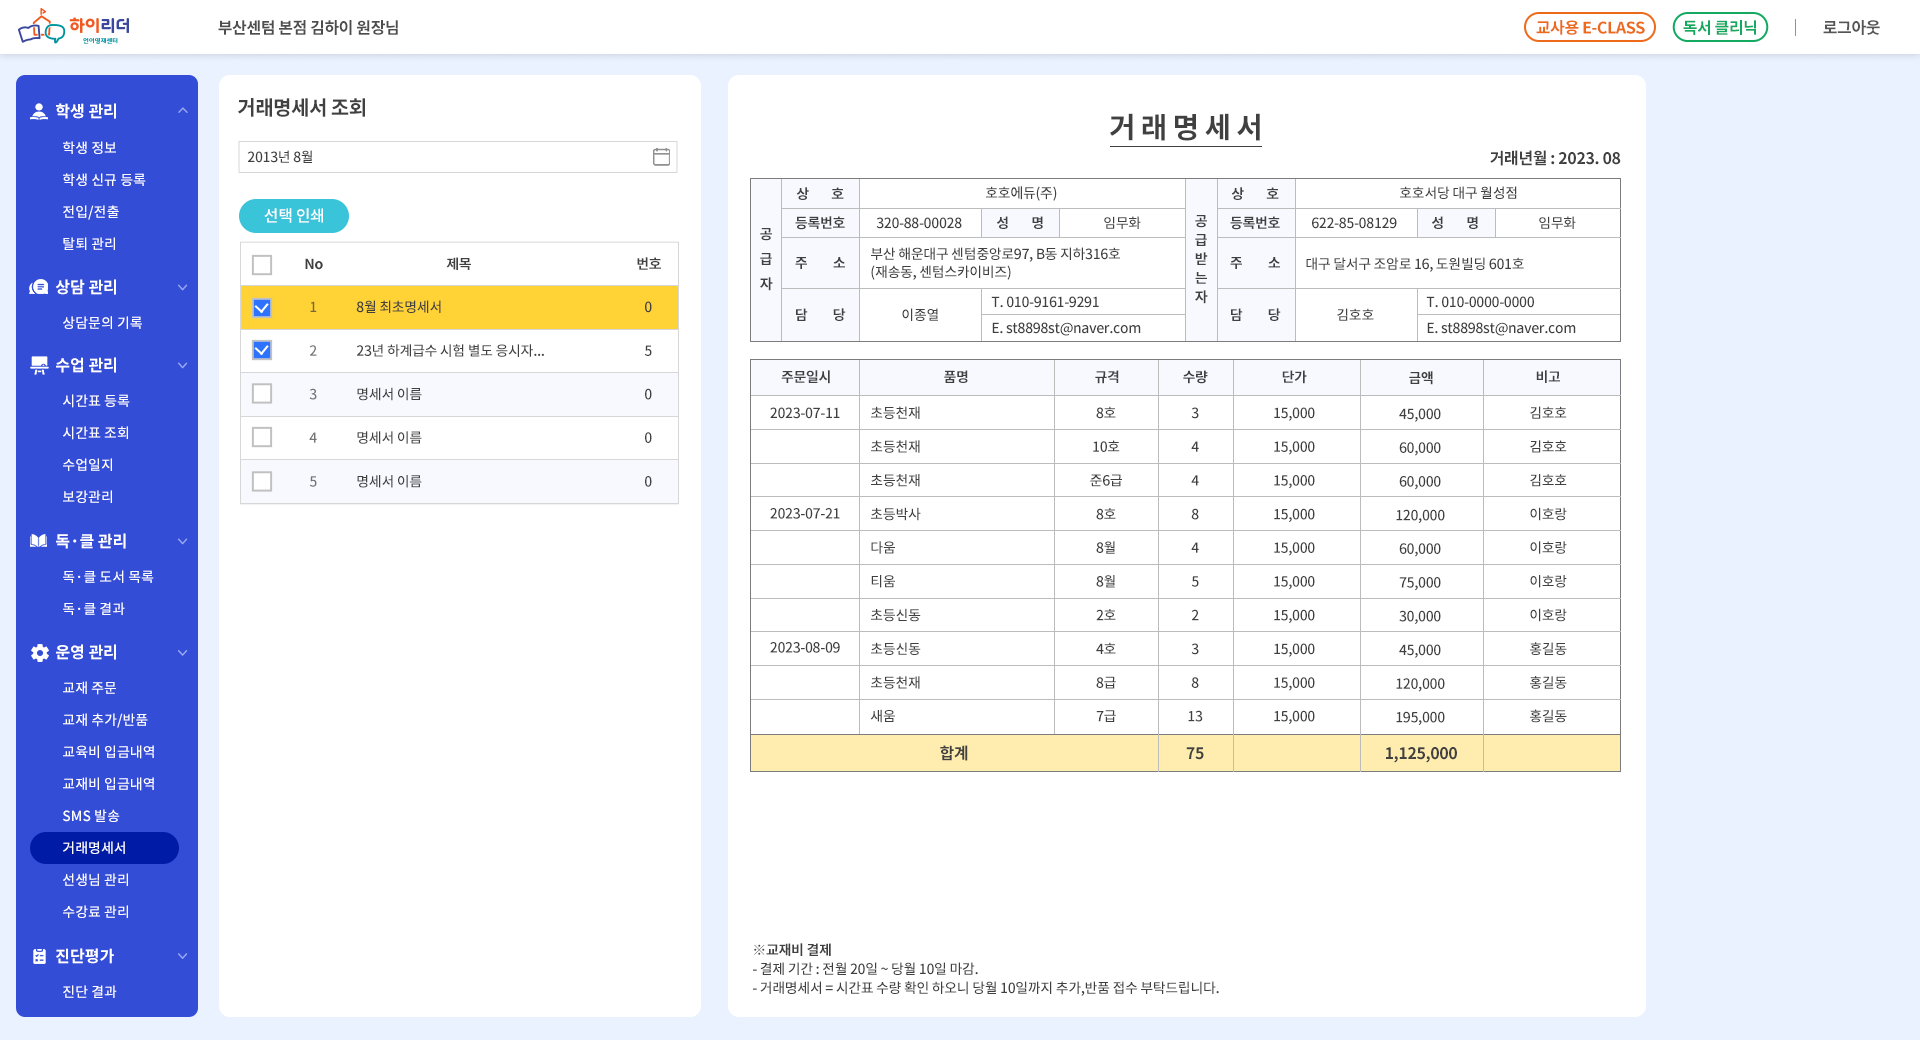 하이리더
언어영재센터
부산센텀 본점 김하이 원장님
교사용 E-CLASS
독서 클리닉
로그아웃
학생 관리
학생 정보
학생 신규 등록
전입/전출
탈퇴 관리
상담 관리
상담문의 기록
수업 관리
시간표 등록
시간표 조회
수업일지
보강관리
독·클 관리
독·클 도서 목록
독·클 결과
운영 관리
교재 주문
교재 추가/반품
교육비 입금내역
교재비 입금내역
SMS 발송
거래명세서
선생님 관리
수강료 관리
진단평가
진단 결과
거래명세서 조회
2013년 8월
선택 인쇄
No 제목 번호
1 8월 최초명세서 0
2 23년 하계급수 시험 별도 응시자... 5
3 명세서 이름 0
4 명세서 이름 0
5 명세서 이름 0
거래명세서
거래년월 : 2023. 08
공급자
상 호 호호에듀(주)
등록번호 320-88-00028 성 명 임무화
주 소 부산 해운대구 센텀중앙로97, B동 지하316호
(재송동, 센텀스카이비즈)
담 당 이종열 T. 010-9161-9291
E. st8898st@naver.com
공급받는자
상 호 호호서당 대구 월성점
등록번호 622-85-08129 성 명 임무화
주 소 대구 달서구 조암로 16, 도원빌딩 601호
담 당 김호호 T. 010-0000-0000
E. st8898st@naver.com
주문일시 품명 규격 수량 단가 금액 비고
2023-07-11 초등천재 8호 3 15,000 45,000 김호호
초등천재 10호 4 15,000 60,000 김호호
초등천재 준6급 4 15,000 60,000 김호호
2023-07-21 초등박사 8호 8 15,000 120,000 이호랑
다움 8월 4 15,000 60,000 이호랑
티움 8월 5 15,000 75,000 이호랑
초등신동 2호 2 15,000 30,000 이호랑
2023-08-09 초등신동 4호 3 15,000 45,000 홍길동
초등천재 8급 8 15,000 120,000 홍길동
새움 7급 13 15,000 195,000 홍길동
합계 75 1,125,000
※교재비 결제
- 결제 기간 : 전월 20일 ~ 당월 10일 마감.
- 거래명세서 = 시간표 수량 확인 하오니 당월 10일까지 추가,반품 접수 부탁드립니다.